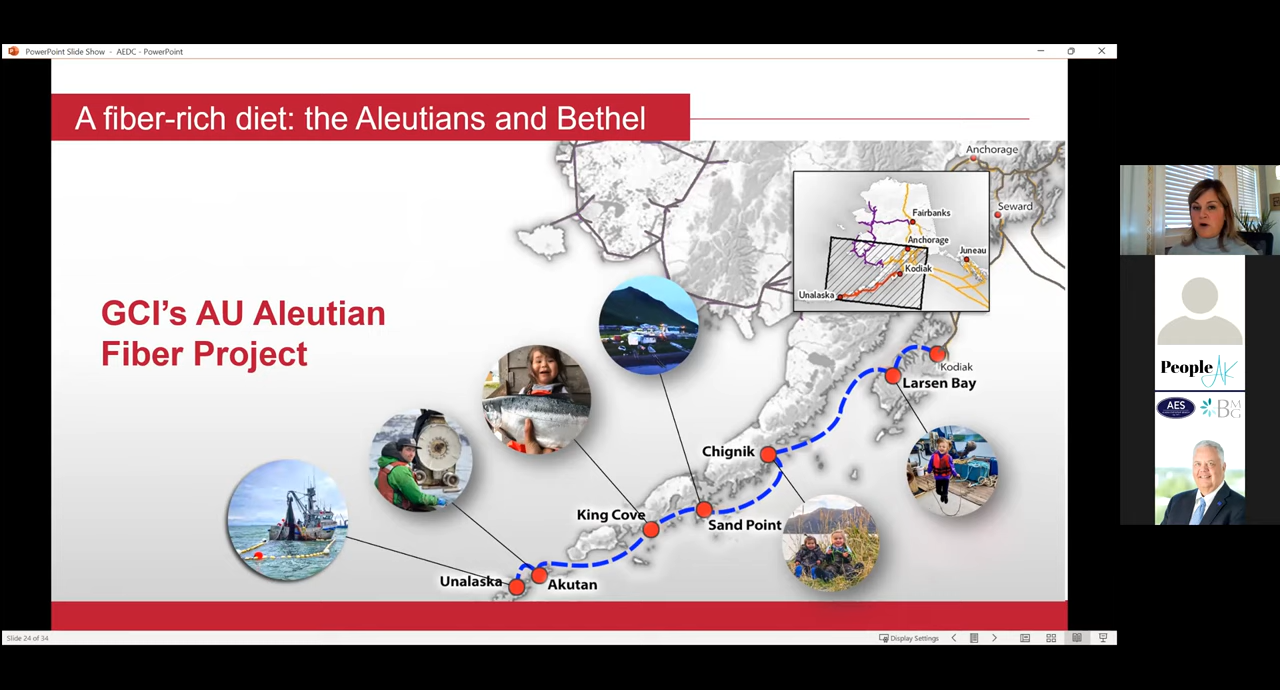 PowerPoint Slide Show - AEDC - PowerPoint
A fiber-rich diet: the Aleutians and Bethel
GCI's AU Aleutian
Fiber Project
Anchorage
Seward
Fairbanks
Anchorage
Juneau
Kodiak
Unalaska
Kodiak
Larsen Bay
Chignik
King Cove
Sand Point
Unalaska
Akutan
People AK
AES
BMG
Slide 24 of 34
Display Settings